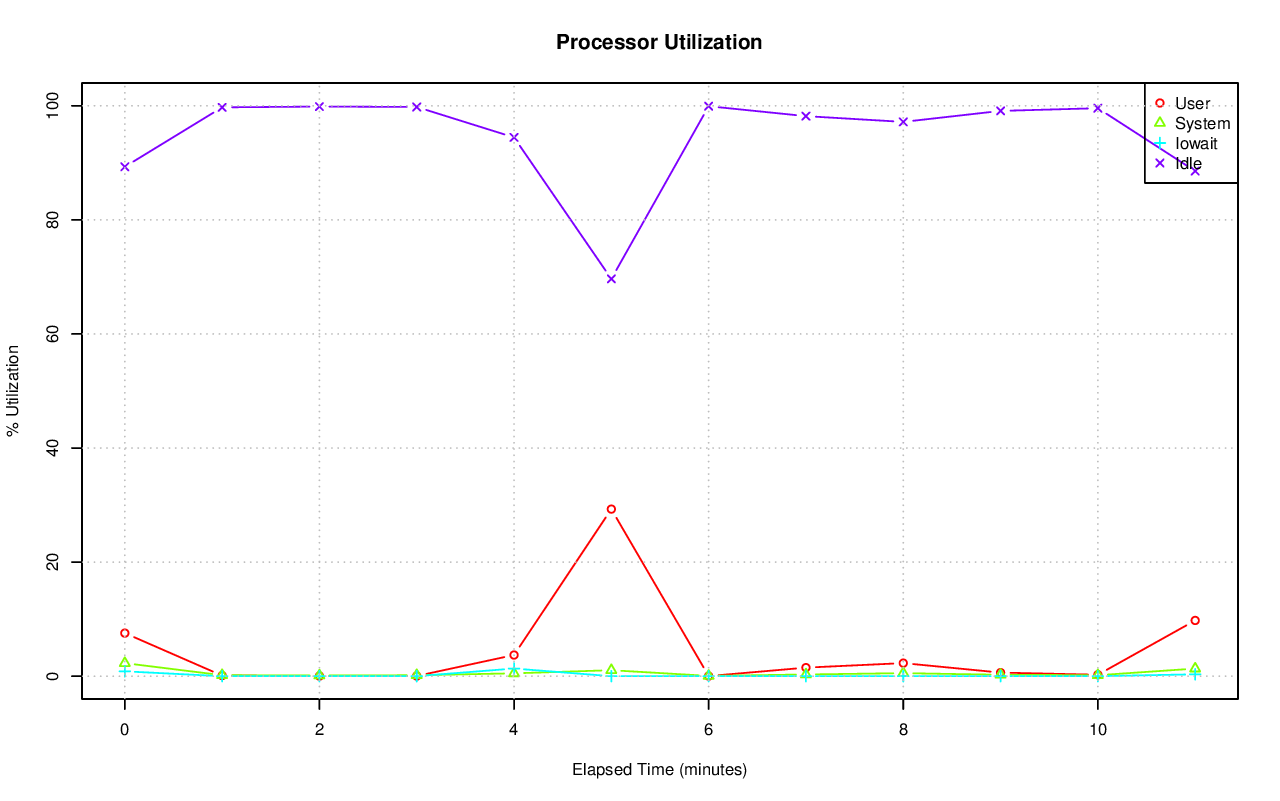 Processor Utilization
100
80
60
40
20
0
% Utilization
User
System
Iowait
Idle
0 2 4 6 8 10
Elapsed Time (minutes)